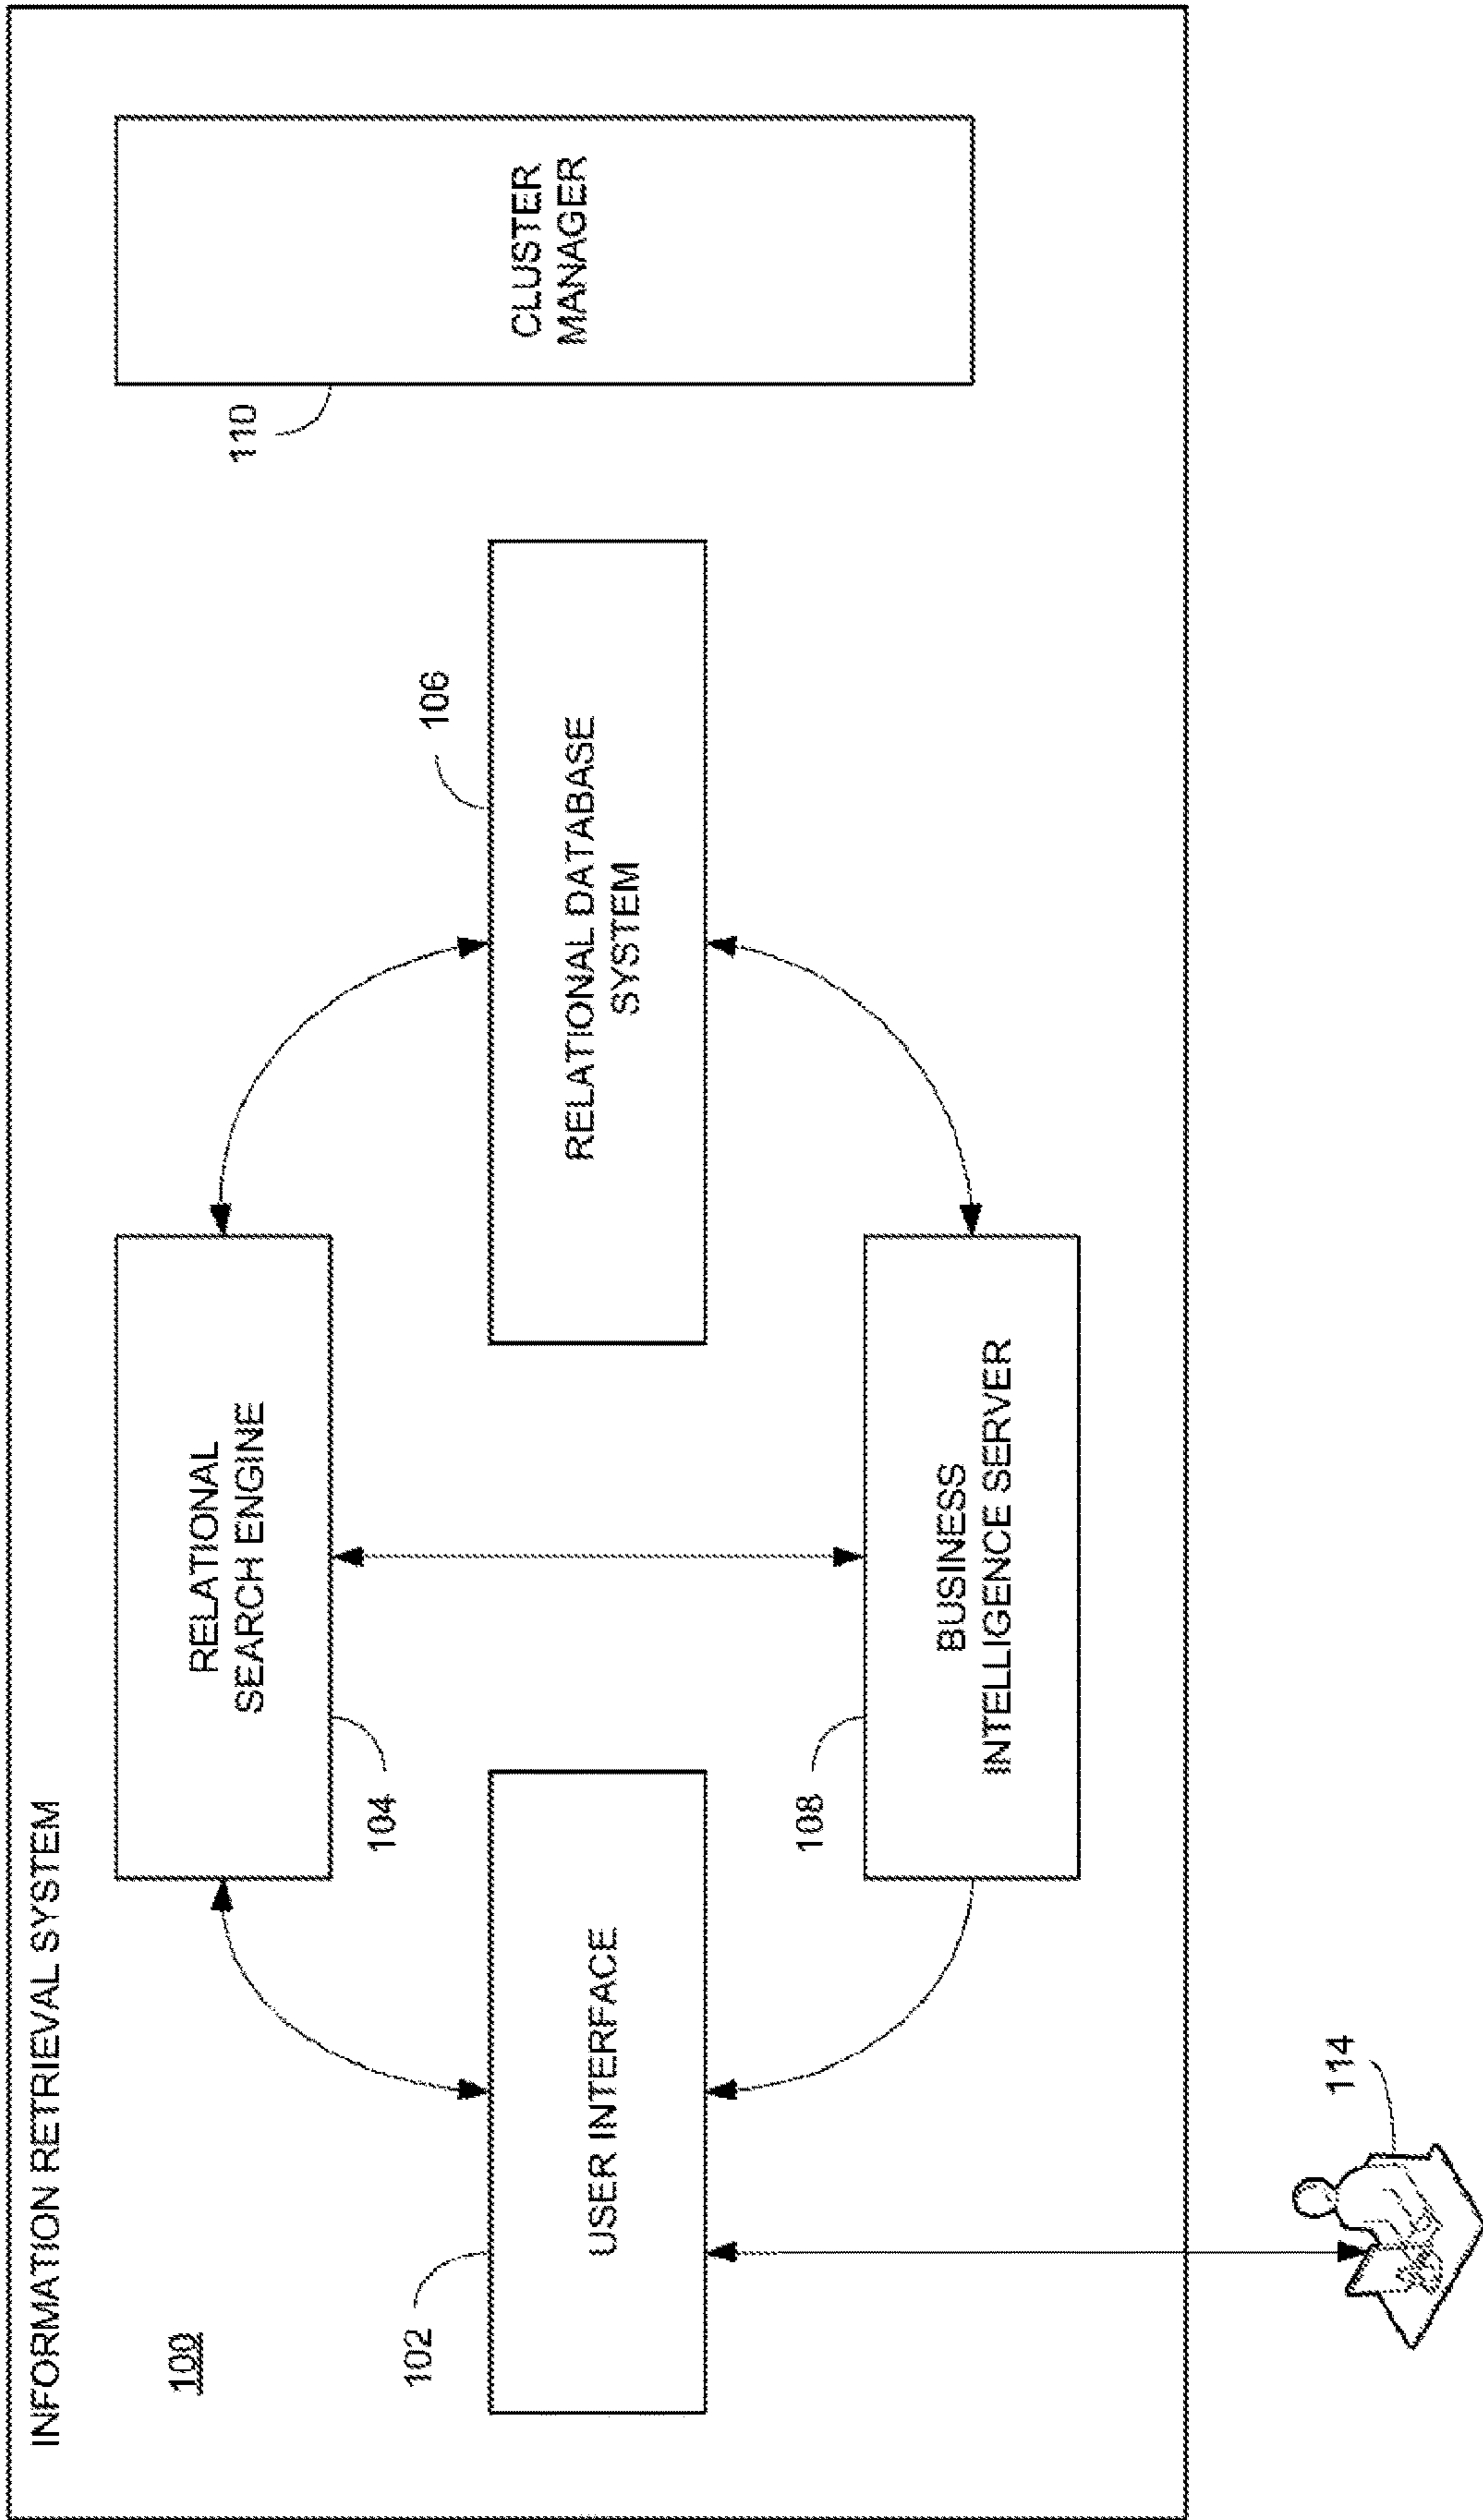 INFORMATION RETRIEVAL SYSTEM
100
RELATIONAL
SEARCH ENGINE
104
102
USER INTERFACE
106
RELATIONAL DATABASE
SYSTEM
110
CLUSTER
MANAGER
108
BUSINESS
INTELLIGENCE SERVER
114